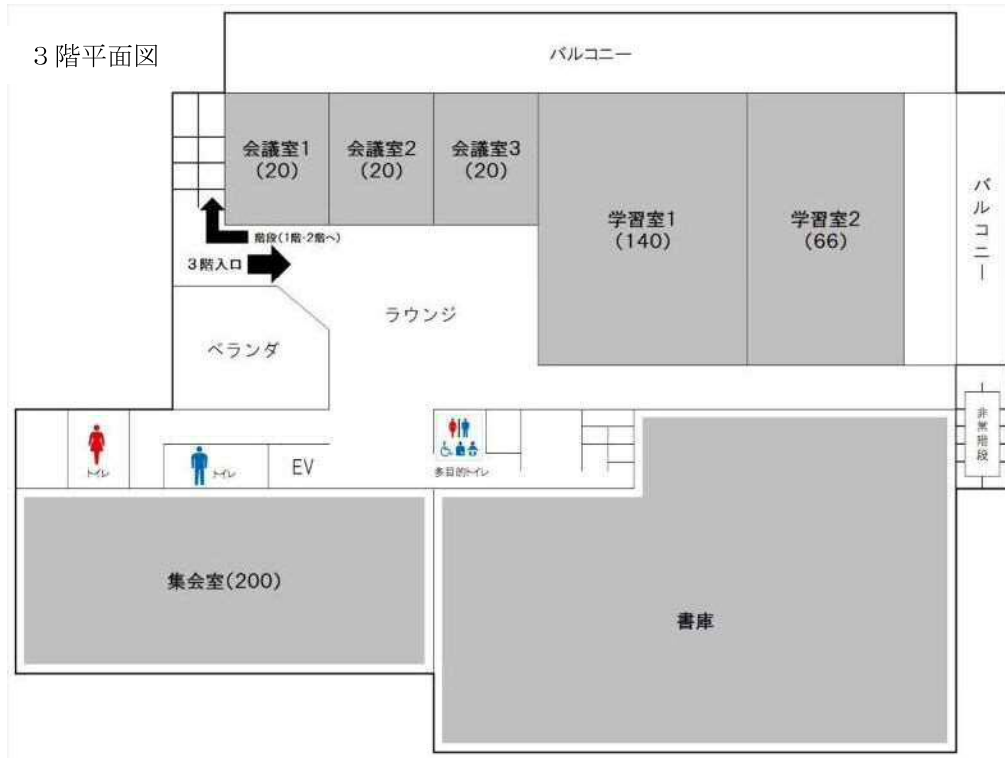 ３階平面図
バルコニー
会議室1
(20)
会議室2
(20)
会議室3
(20)
学習室1
(140)
学習室2
(66)
バルコニー
階段(1階・2階へ)
３階入口
ラウンジ
ベランダ
トイレ
トイレ
EV
多目的トイレ
非常階段
集会室(200)
書庫